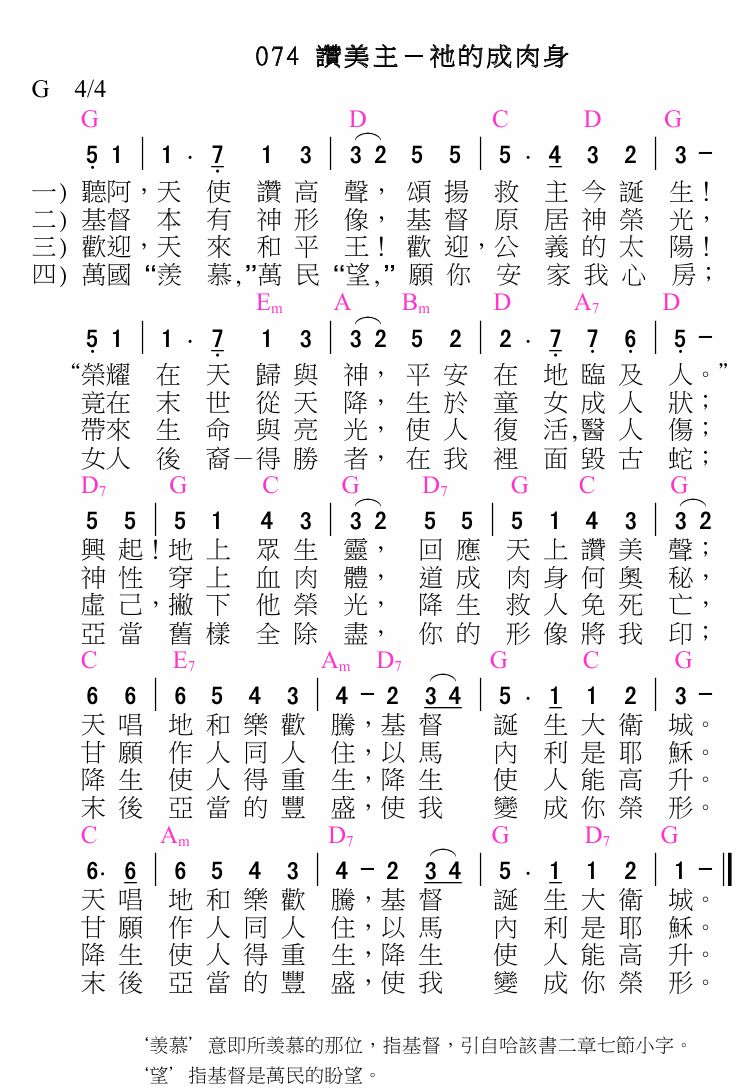 074 讚美主－祂的成肉身
G 4/4
G D C D G
5 1 | 1 · 7 1 3 | 3 2 5 5 | 5 · 4 3 2 | 3 －
一) 聽阿，天使讚高聲，頌揚救主今誕生！
二) 基督本有神形像，基督原居神榮光，
三) 歡迎，天來和平王！歡迎，公義的太陽！
四) 萬國“羨慕，”萬民“望，”願你安家我心房；
Em A Bm D A7 D
5 1 | 1 · 7 1 3 | 3 2 5 2 | 2 · 7 7 6 | 5 －
“榮耀在天歸與神，平安在地臨及人。”
竟在末世從天降，生於童女成人狀；
帶來生命與亮光，使人復活，醫人傷；
女人後裔－得勝者，在我裡面毀古蛇；
D7 G C G D7 G C G
5 5 | 5 1 4 3 | 3 2 5 5 | 5 1 4 3 | 3 2
興起！地上眾生靈，回應天上讚美聲；
神性穿上血肉體，道成肉身何奧秘，
虛己，撇下他榮光，降生救人免死亡，
亞當舊樣全除盡，你的形像將我印；
C E7 Am D7 G C G
6 6 | 6 5 4 3 | 4 － 2 3 4 | 5 · 1 1 2 | 3 －
天唱地和樂歡騰，基督誕生大衛城。
甘願作人同人住，以馬內利是耶穌。
降生使人得重生，降生使人能高升。
末後亞當的豐盛，使我變成你榮形。
C Am D7 G D7 G
6· 6 | 6 5 4 3 | 4 － 2 3 4 | 5 · 1 1 2 | 1 －
天唱地和樂歡騰，基督誕生大衛城。
甘願作人同人住，以馬內利是耶穌。
降生使人得重生，降生使人能高升。
末後亞當的豐盛，使我變成你榮形。
‘羨慕’意即所羨慕的那位，指基督，引自哈該書二章七節小字。
‘望’指基督是萬民的盼望。